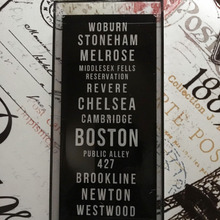 WOBURN
STONEHAM
MELROSE
MIDDLESEX FELLS
RESERVATION
REVERE
CHELSEA
CAMBRIDGE
BOSTON
PUBLIC ALLEY
427
BROOKLINE
NEWTON
WESTWOOD